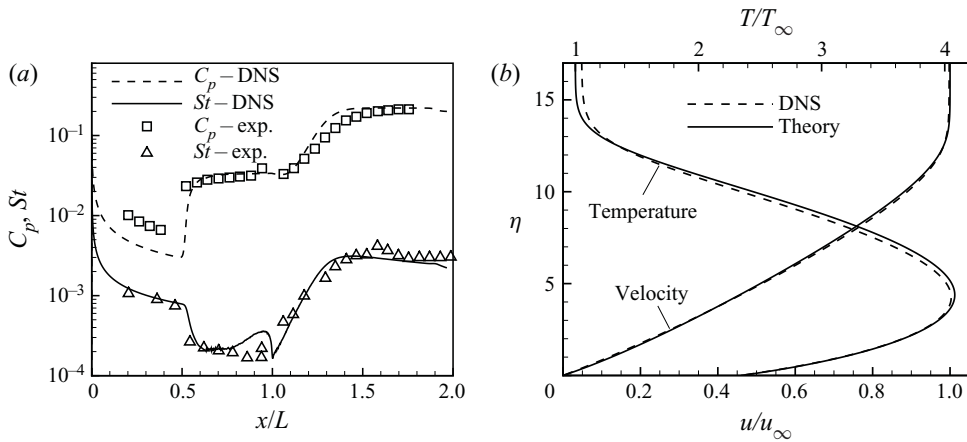 (a)
C_p – DNS
St – DNS
C_p – exp.
St – exp.
10^{-1}
10^{-2}
10^{-3}
10^{-4}
C_p, St
0 0.5 1.0 1.5 2.0
x/L
(b)
T/T_∞
1 2 3 4
DNS
Theory
15
10
5
η
Temperature
Velocity
0 0.2 0.4 0.6 0.8 1.0
u/u_∞